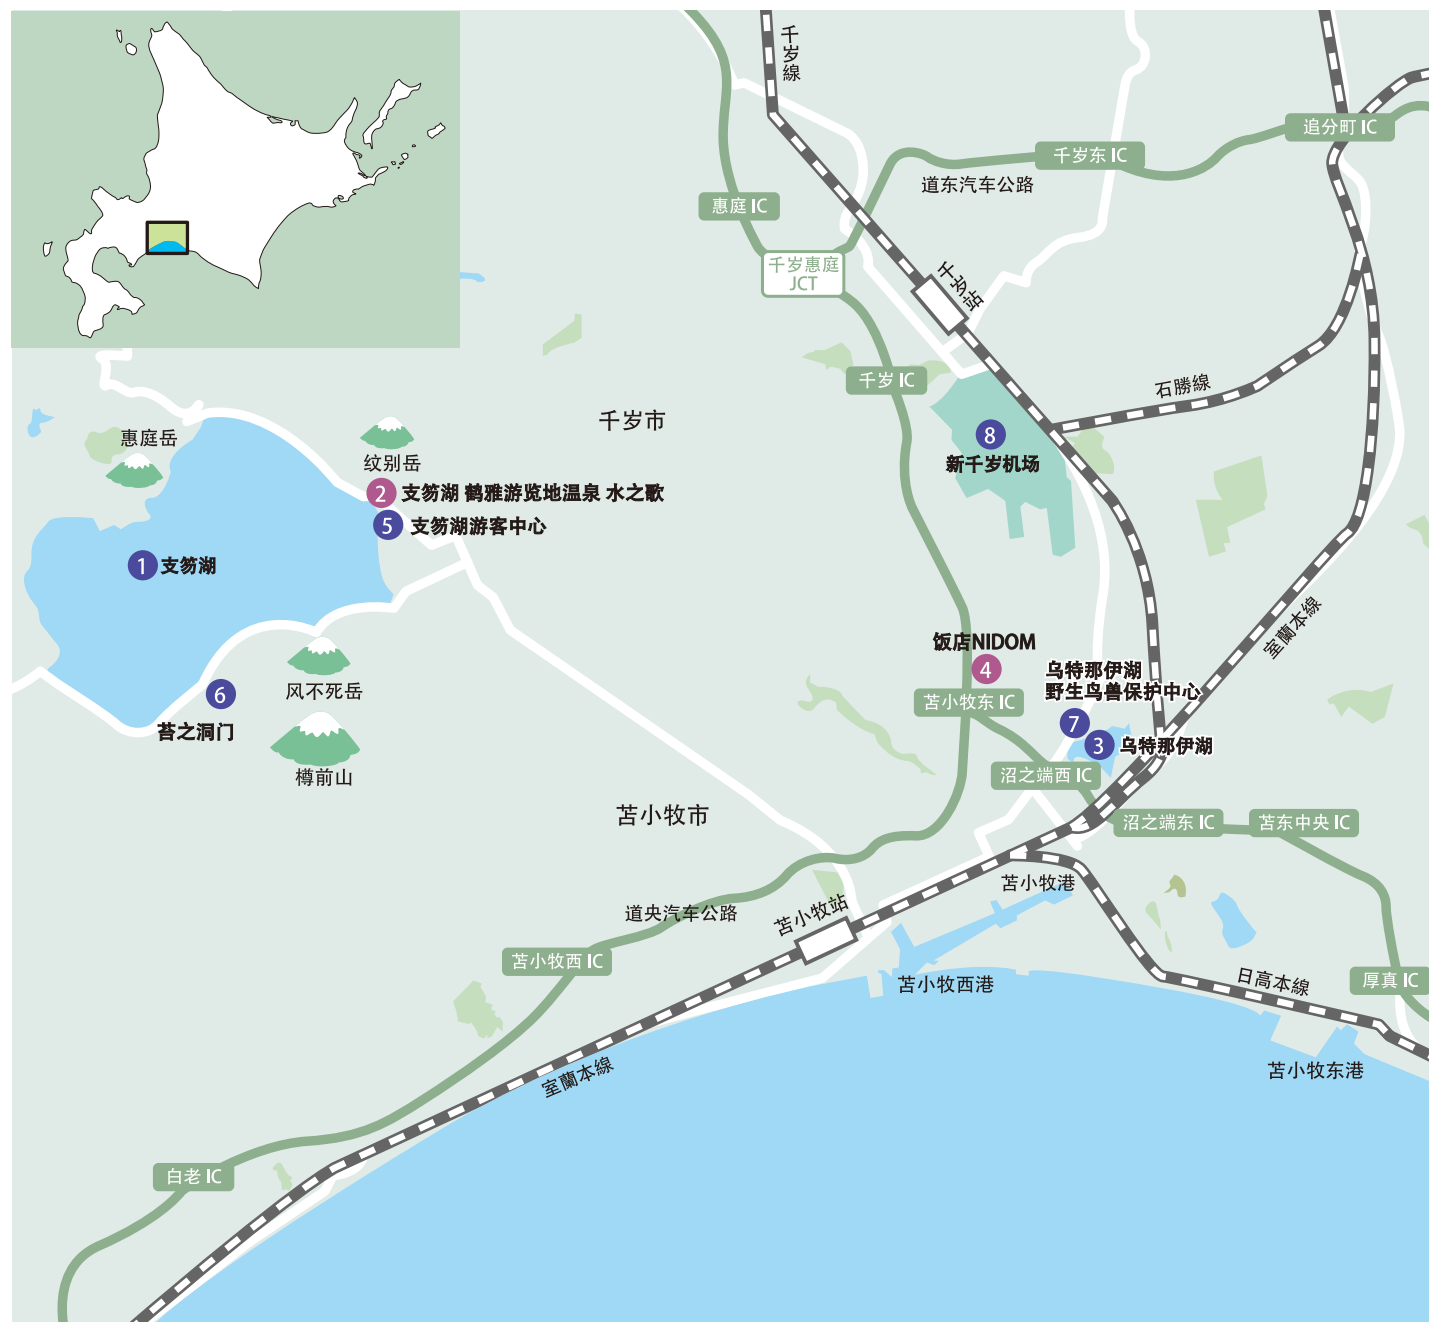 千岁線
追分町 IC
千岁东 IC
道东汽车公路
惠庭 IC
千岁惠庭
JCT
千岁站
千岁 IC
石勝線
千岁市
惠庭岳
纹别岳
8
新千岁机场
2 支笏湖 鹤雅游览地温泉 水之歌
5 支笏湖游客中心
1 支笏湖
室蘭本線
饭店NIDOM
4
乌特那伊湖
野生鸟兽保护中心
苫小牧东 IC
7
3 乌特那伊湖
6
苔之洞门
风不死岳
樽前山
沼之端西 IC
苫小牧市
沼之端东 IC
苫东中央 IC
苫小牧港
道央汽车公路
苫小牧站
苫小牧西 IC
苫小牧西港
日高本線
厚真 IC
室蘭本線
苫小牧东港
白老 IC